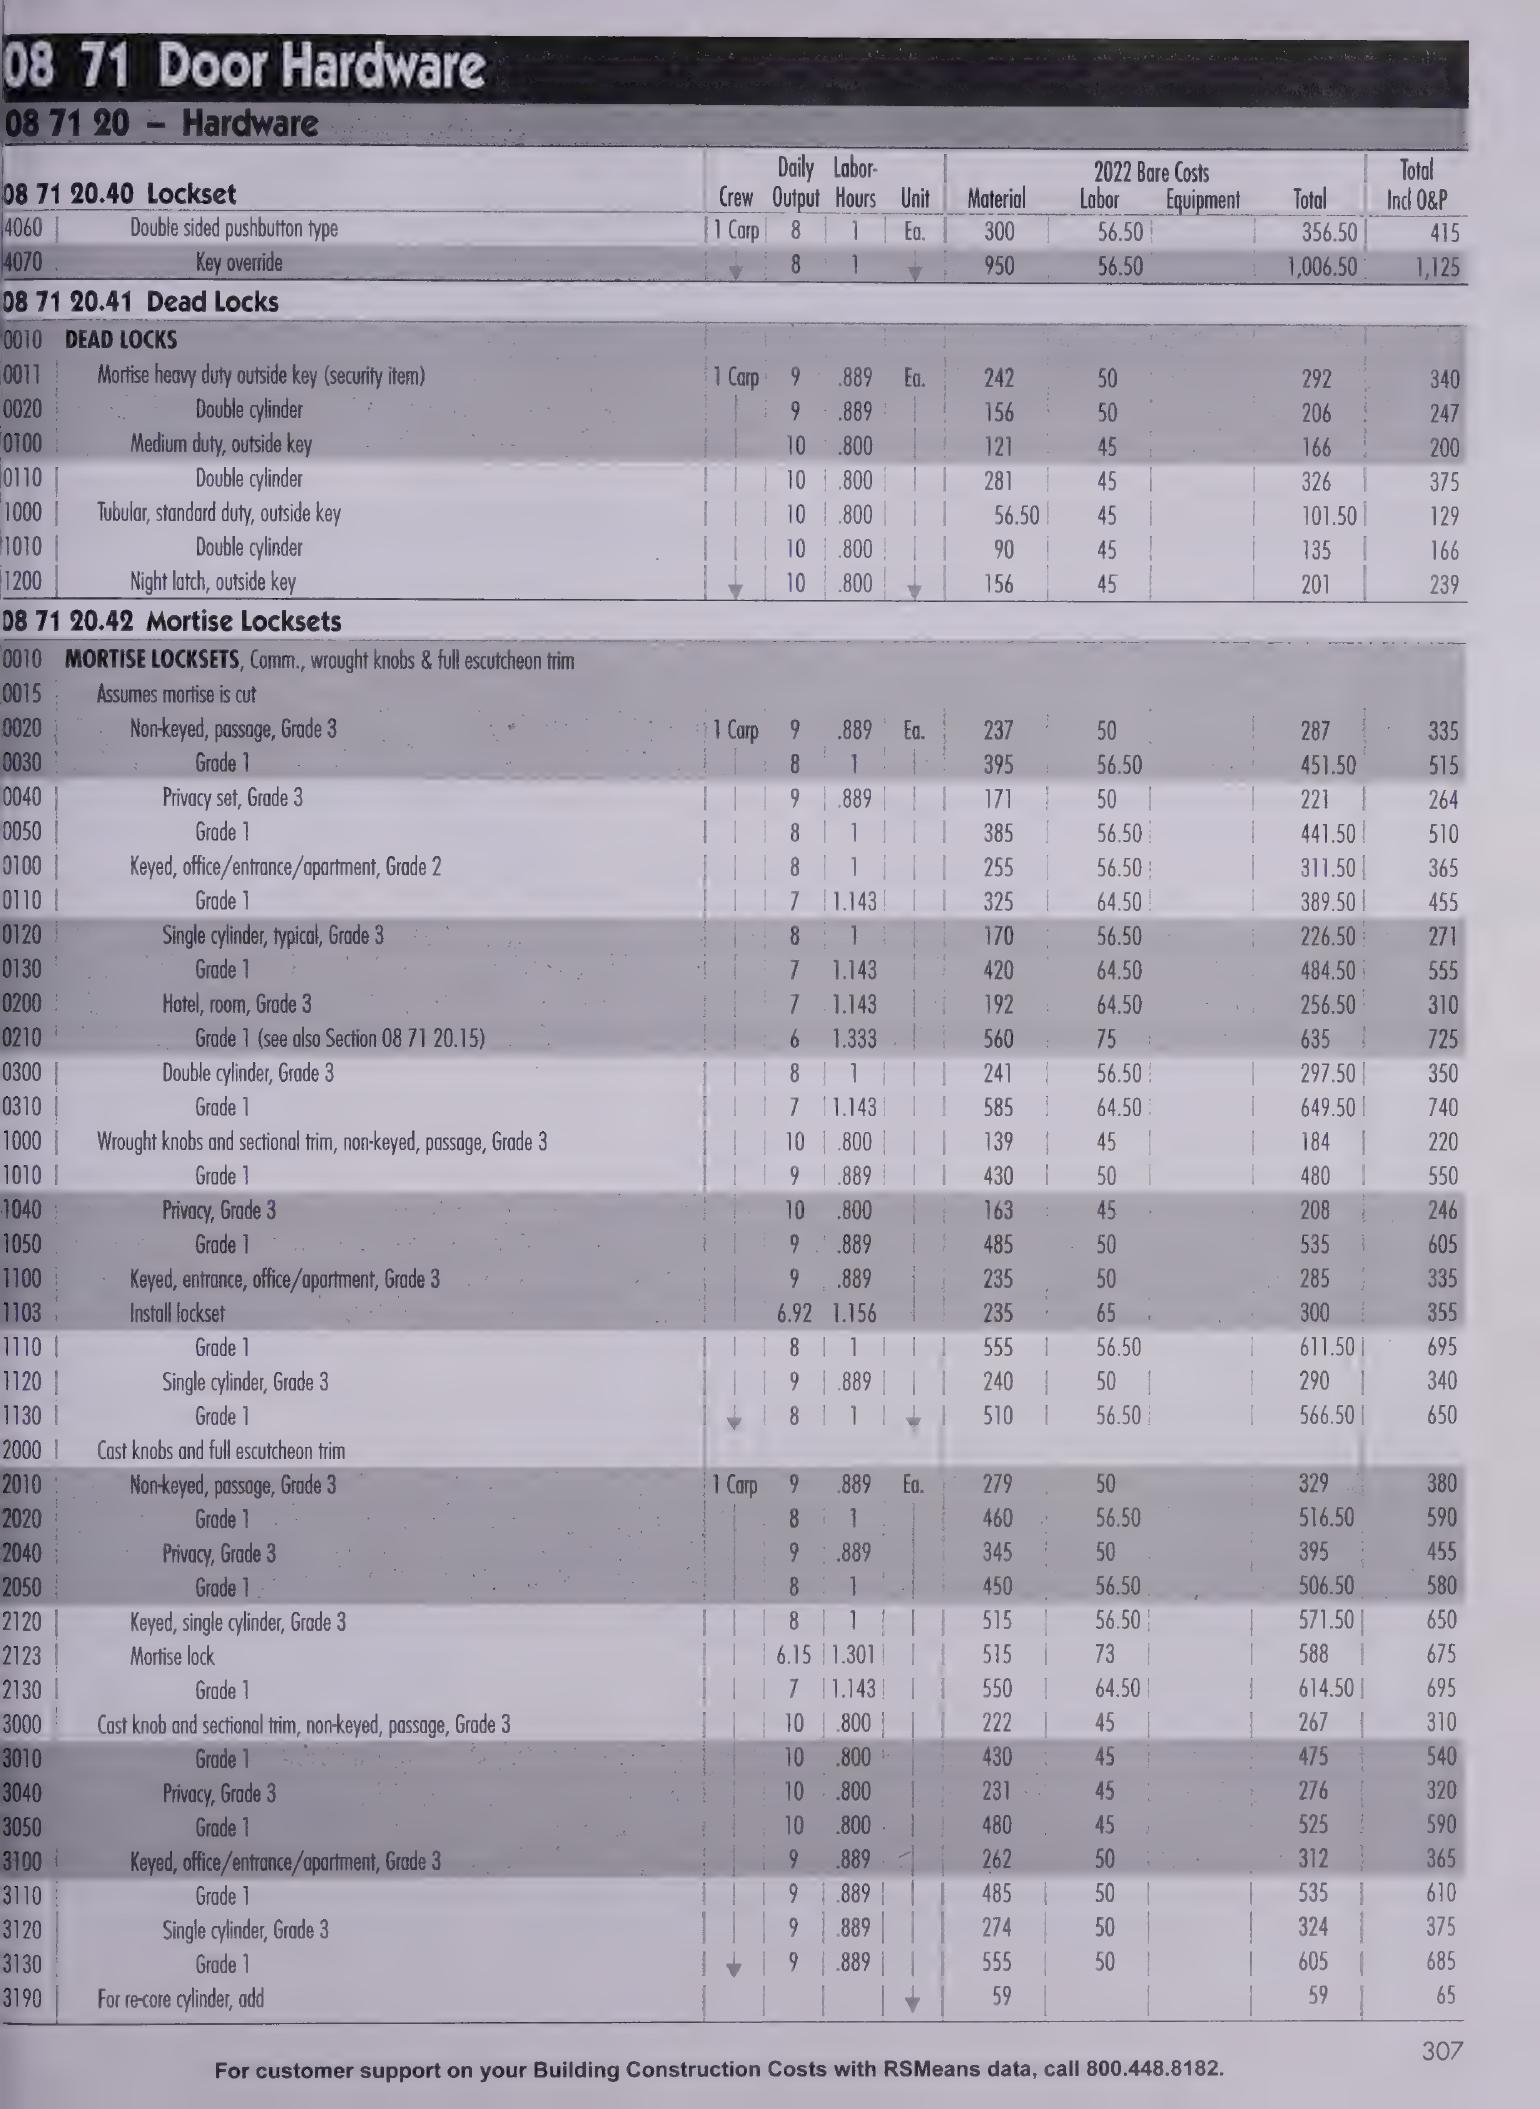 08 71 Door Hardware
08 71 20 – Hardware
08 71 20.40 Lockset Crew Daily Output Labor-Hours Unit Material 2022 Bare Costs Labor Equipment Total Total Incl O&P
4060 Double sided pushbutton type 1 Carp 8 1 Ea. 300 56.50 356.50 415
4070 Key override 8 1 950 56.50 1,006.50 1,125
08 71 20.41 Dead Locks
0010 DEAD LOCKS
0011 Mortise heavy duty outside key (security item) 1 Carp 9 .889 Ea. 242 50 292 340
0020 Double cylinder 9 .889 156 50 206 247
0100 Medium duty, outside key 10 .800 121 45 166 200
0110 Double cylinder 10 .800 281 45 326 375
1000 Tubular, standard duty, outside key 10 .800 56.50 45 101.50 129
1010 Double cylinder 10 .800 90 45 135 166
1200 Night latch, outside key 10 .800 156 45 201 239
08 71 20.42 Mortise Locksets
0010 MORTISE LOCKSETS, Comm., wrought knobs & full escutcheon trim
0015 Assumes mortise is cut
0020 Non-keyed, passage, Grade 3 1 Carp 9 .889 Ea. 237 50 287 335
0030 Grade 1 8 1 395 56.50 451.50 515
0040 Privacy set, Grade 3 9 .889 171 50 221 264
0050 Grade 1 8 1 385 56.50 441.50 510
0100 Keyed, office/entrance/apartment, Grade 2 8 1 255 56.50 311.50 365
0110 Grade 1 7 1.143 325 64.50 389.50 455
0120 Single cylinder, typical, Grade 3 8 1 170 56.50 226.50 271
0130 Grade 1 7 1.143 420 64.50 484.50 555
0200 Hotel, room, Grade 3 7 1.143 192 64.50 256.50 310
0210 Grade 1 (see also Section 08 71 20.15) 6 1.333 560 75 635 725
0300 Double cylinder, Grade 3 8 1 241 56.50 297.50 350
0310 Grade 1 7 1.143 585 64.50 649.50 740
1000 Wrought knobs and sectional trim, non-keyed, passage, Grade 3 10 .800 139 45 184 220
1010 Grade 1 9 .889 430 50 480 550
1040 Privacy, Grade 3 10 .800 163 45 208 246
1050 Grade 1 9 .889 485 50 535 605
1100 Keyed, entrance, office/apartment, Grade 3 9 .889 235 50 285 335
1103 Install lockset 6.92 1.156 235 65 300 355
1110 Grade 1 8 1 555 56.50 611.50 695
1120 Single cylinder, Grade 3 9 .889 240 50 290 340
1130 Grade 1 8 1 510 56.50 566.50 650
2000 Cast knobs and full escutcheon trim
2010 Non-keyed, passage, Grade 3 1 Carp 9 .889 Ea. 279 50 329 380
2020 Grade 1 8 1 460 56.50 516.50 590
2040 Privacy, Grade 3 9 .889 345 50 395 455
2050 Grade 1 8 1 450 56.50 506.50 580
2120 Keyed, single cylinder, Grade 3 8 1 515 56.50 571.50 650
2123 Mortise lock 6.15 1.301 515 73 588 675
2130 Grade 1 7 1.143 550 64.50 614.50 695
3000 Cast knob and sectional trim, non-keyed, passage, Grade 3 10 .800 222 45 267 310
3010 Grade 1 10 .800 430 45 475 540
3040 Privacy, Grade 3 10 .800 231 45 276 320
3050 Grade 1 10 .800 480 45 525 590
3100 Keyed, office/entrance/apartment, Grade 3 9 .889 262 50 312 365
3110 Grade 1 9 .889 485 50 535 610
3120 Single cylinder, Grade 3 9 .889 274 50 324 375
3130 Grade 1 9 .889 555 50 605 685
3190 For re-core cylinder, add 59 59 65
307
For customer support on your Building Construction Costs with RSMeans data, call 800.448.8182.